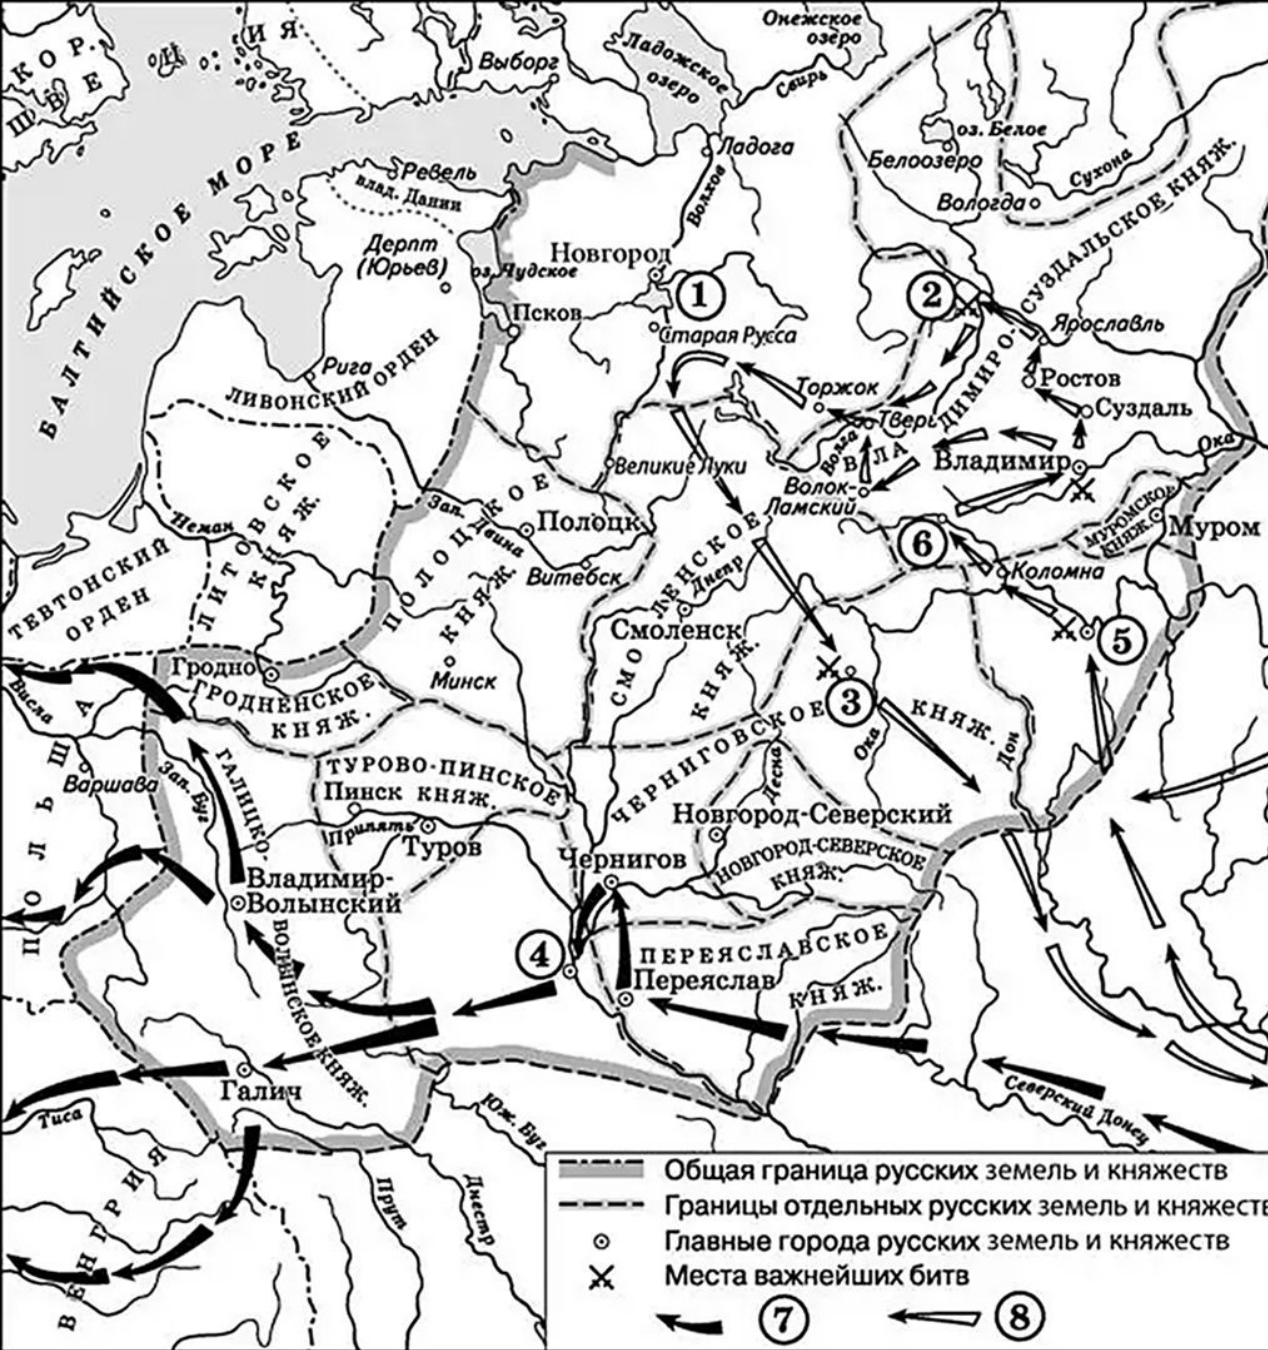 ШВЕ
КОР.
И Я
Выборг
Ладожское
озеро
Онежское
озеро
Свирь
Ладога
Волхов
оз. Белое
Белоозеро
Вологда
Сухона
БАЛТИЙСКОЕ МОРЕ
Ревель
влад. Дании
Дерпт
(Юрьев)
оз. Чудское
Новгород
1
2
Псков
Старая Русса
Рига
ЛИВОНСКИЙ ОРДЕН
Торжок
Тверь
Волга
Ярославль
Ростов
Суздаль
ВЛАДИМИРО-СУЗДАЛЬСКОЕ КНЯЖ.
Владимир
Ока
Великие Луки
Волок-
Ламский
МУРОМСКОЕ
КНЯЖ.
Муром
Неман
ЛИТОВСКОЕ
КНЯЖ.
Зап. Двина
Полоцк
ПОЛОЦКОЕ
КНЯЖ.
Витебск
Днепр
6
Коломна
5
ТЕВТОНСКИЙ
ОРДЕН
Смоленск
СМОЛЕНСКОЕ
КНЯЖ.
Гродно
ГРОДНЕНСКОЕ
КНЯЖ.
Минск
3
Висла
ПОЛЬША
Варшава
Зап. Буг
ТУРОВО-ПИНСКОЕ
КНЯЖ.
Пинск
Припять
Туров
ЧЕРНИГОВСКОЕ
КНЯЖ.
Ока
Дон
Десна
Новгород-Северский
НОВГОРОД-СЕВЕРСКОЕ
КНЯЖ.
Чернигов
ГАЛИЦКО-
ВОЛЫНСКОЕ КНЯЖ.
Владимир-
Волынский
4
ПЕРЕЯСЛАВСКОЕ
КНЯЖ.
Переяслав
Галич
Тиса
Северский Донец
Юж. Буг
ВЕНГРИЯ
Прут
Днестр
Общая граница русских земель и княжеств
Границы отдельных русских земель и княжеств
Главные города русских земель и княжеств
Места важнейших битв
7
8